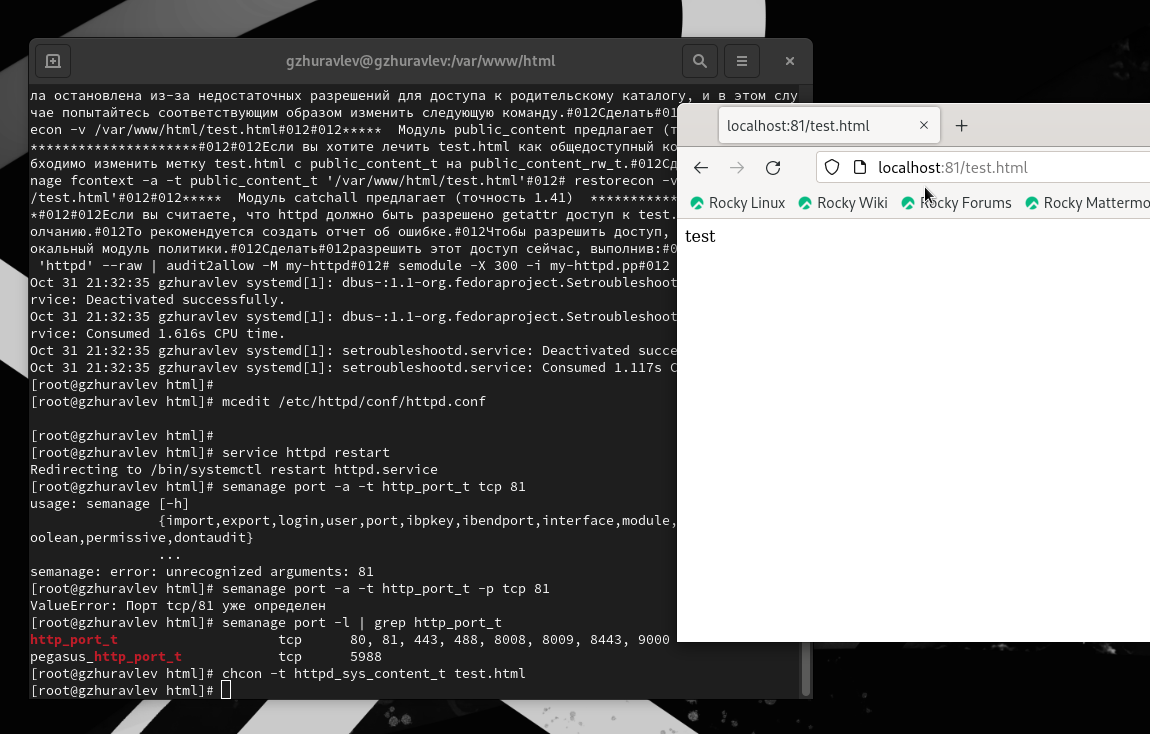 gzhuravlev@gzhuravlev:/var/www/html
ла остановлена из-за недостаточных разрешений для доступа к родительскому каталогу, и в этом слу
чае попытайтесь соответствующим образом изменить следующую команду.#012Сделать#01
econ -v /var/www/html/test.html#012#012***** Модуль public_content предлагает (т
*********************#012#012Если вы хотите лечить test.html как общедоступный ко
бходимо изменить метку test.html с public_content_t на public_content_rw_t.#012Сд
nage fcontext -a -t public_content_t '/var/www/html/test.html'#012# restorecon -v
/test.html'#012#012***** Модуль catchall предлагает (точность 1.41) ***********
*#012#012Если вы считаете, что httpd должно быть разрешено getattr доступ к test.
олчанию.#012То рекомендуется создать отчет об ошибке.#012Чтобы разрешить доступ,
окальный модуль политики.#012Сделать#012разрешить этот доступ сейчас, выполнив:#0
'httpd' --raw | audit2allow -M my-httpd#012# semodule -X 300 -i my-httpd.pp#012
Oct 31 21:32:35 gzhuravlev systemd[1]: dbus-:1.1-org.fedoraproject.Setroubleshoot
rvice: Deactivated successfully.
Oct 31 21:32:35 gzhuravlev systemd[1]: dbus-:1.1-org.fedoraproject.Setroubleshoot
rvice: Consumed 1.616s CPU time.
Oct 31 21:32:35 gzhuravlev systemd[1]: setroubleshootd.service: Deactivated succe
Oct 31 21:32:35 gzhuravlev systemd[1]: setroubleshootd.service: Consumed 1.117s C
[root@gzhuravlev html]#
[root@gzhuravlev html]# mcedit /etc/httpd/conf/httpd.conf
[root@gzhuravlev html]#
[root@gzhuravlev html]# service httpd restart
Redirecting to /bin/systemctl restart httpd.service
[root@gzhuravlev html]# semanage port -a -t http_port_t tcp 81
usage: semanage [-h]
{import,export,login,user,port,ibpkey,ibendport,interface,module,
oolean,permissive,dontaudit}
...
semanage: error: unrecognized arguments: 81
[root@gzhuravlev html]# semanage port -a -t http_port_t -p tcp 81
ValueError: Порт tcp/81 уже определен
[root@gzhuravlev html]# semanage port -l | grep http_port_t
http_port_t tcp 80, 81, 443, 488, 8008, 8009, 8443, 9000
pegasus_http_port_t tcp 5988
[root@gzhuravlev html]# chcon -t httpd_sys_content_t test.html
[root@gzhuravlev html]#
localhost:81/test.html
localhost:81/test.html
Rocky Linux Rocky Wiki Rocky Forums Rocky Mattermo
test